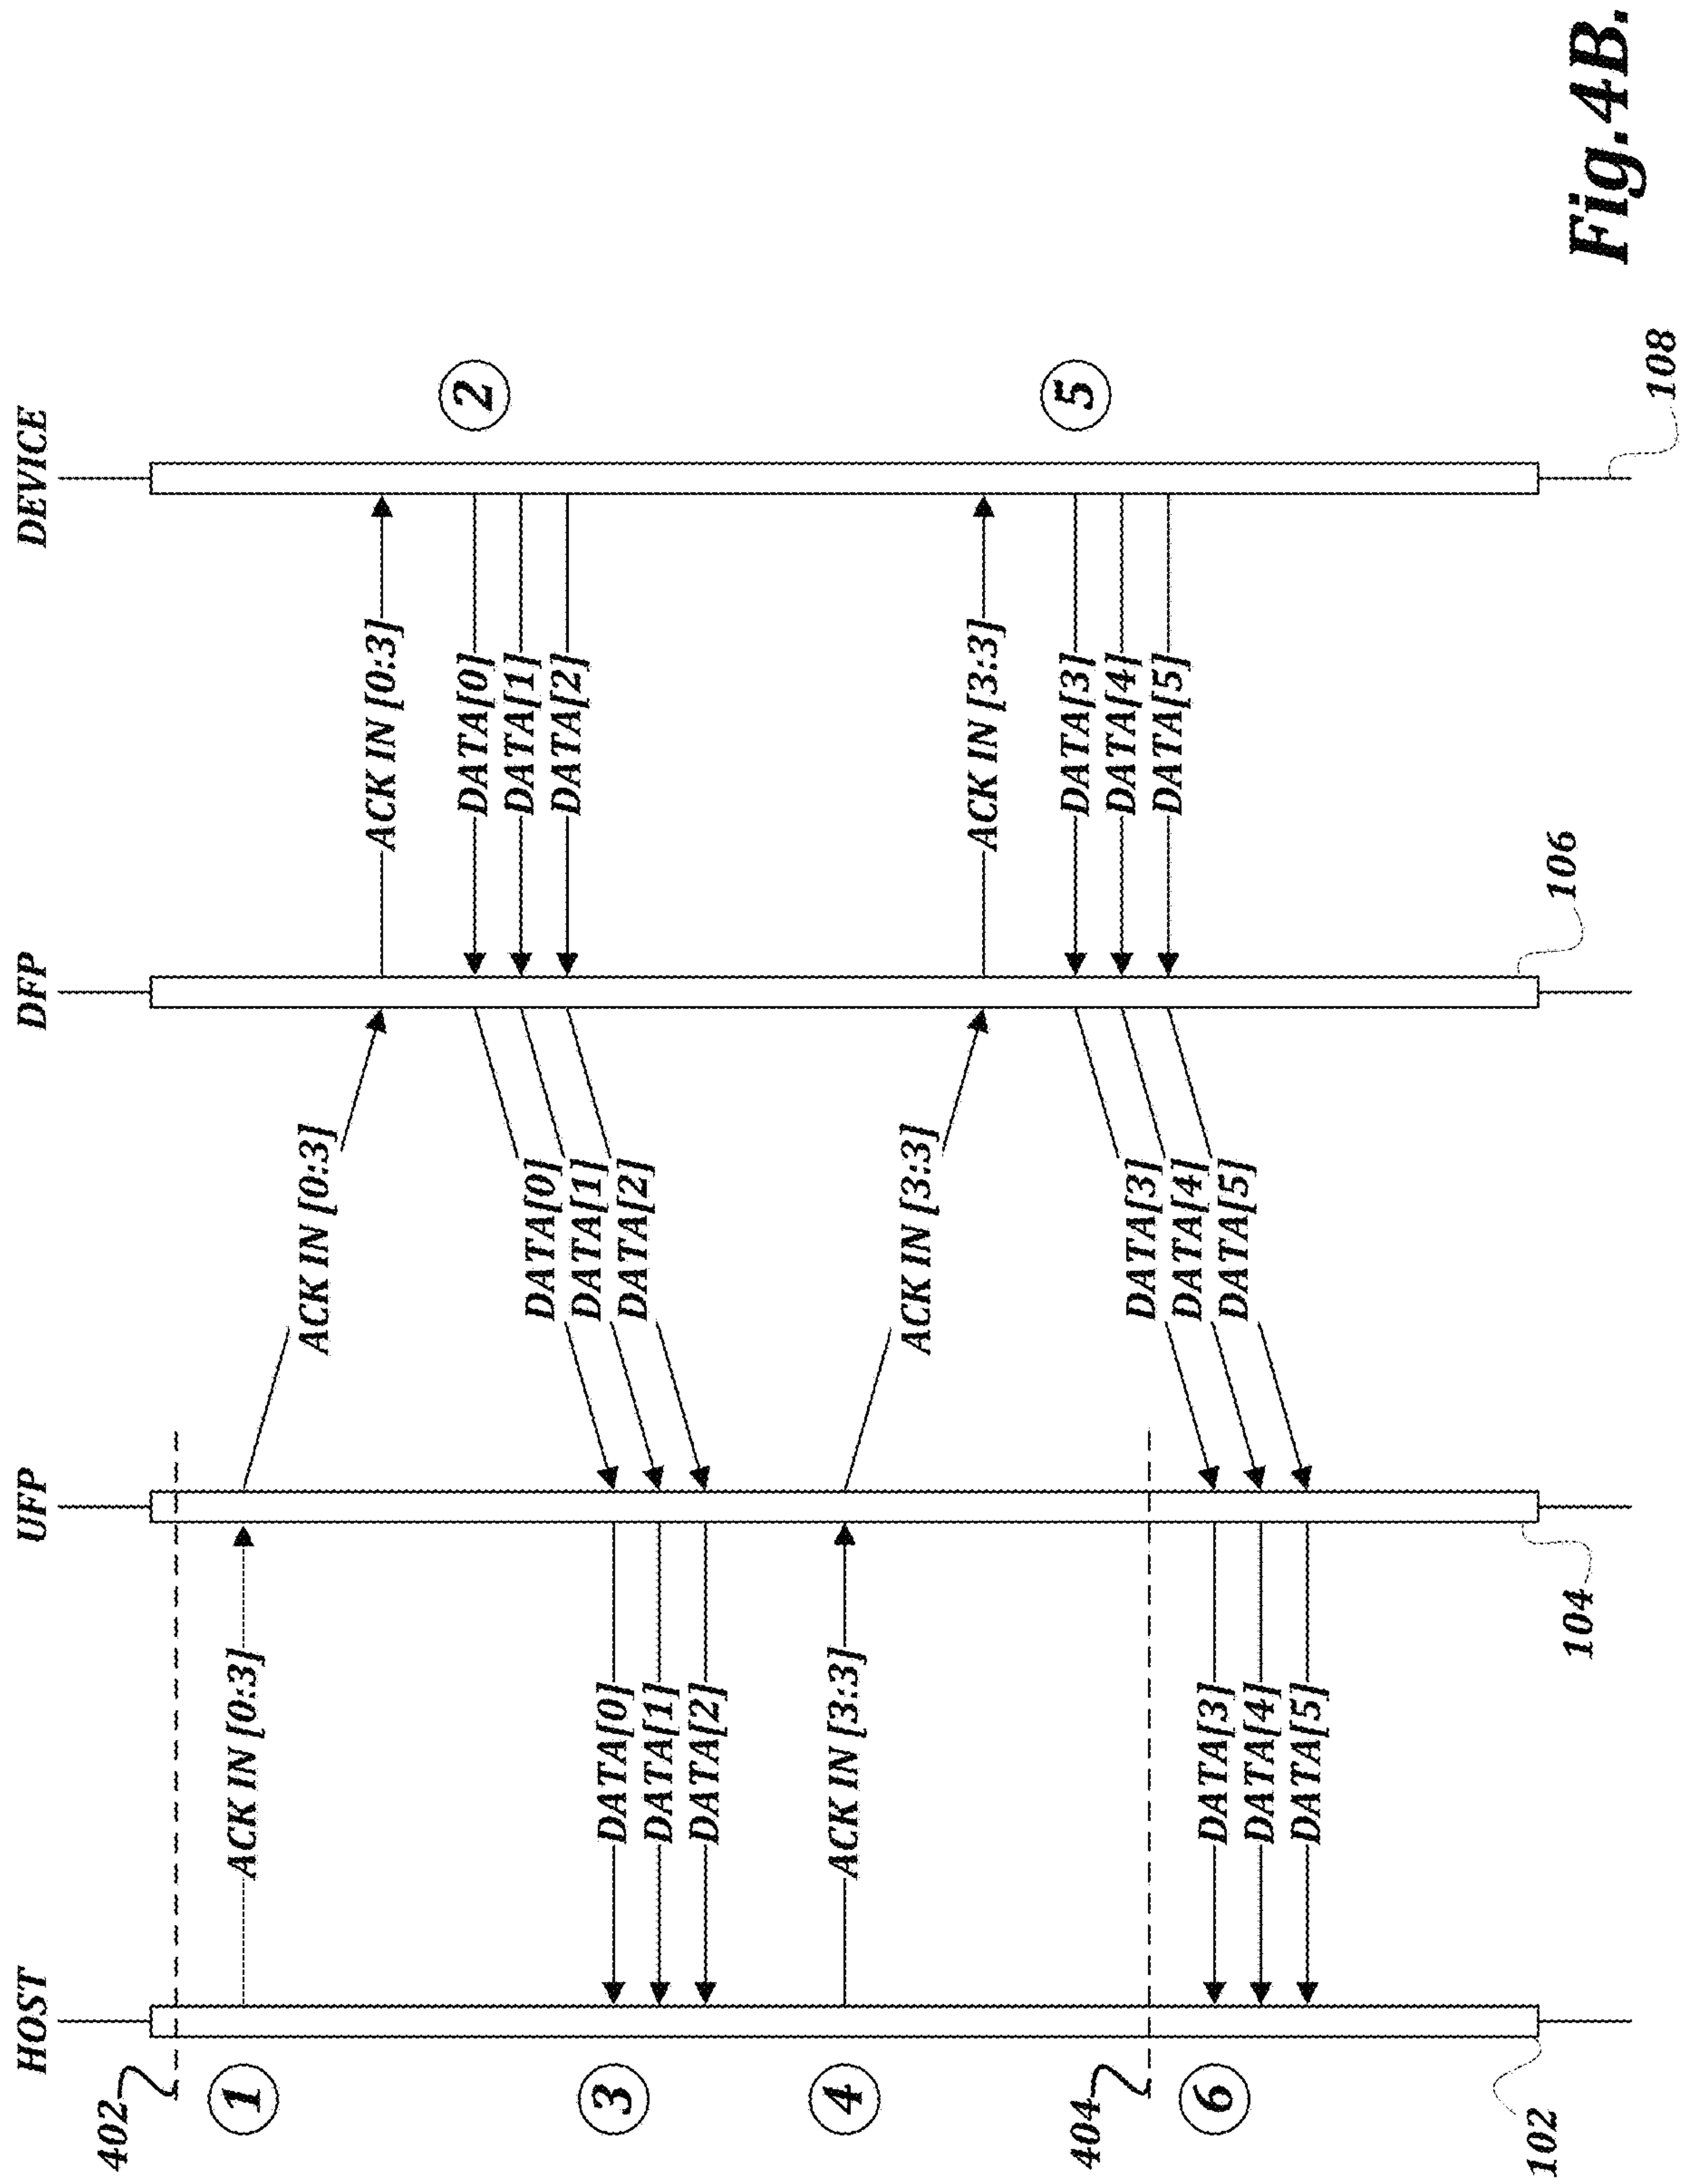 HOST
UFP
DFP
DEVICE
402
1
ACK IN [0:3]
ACK IN [0:3]
ACK IN [0:3]
2
DATA[0]
DATA[1]
DATA[2]
DATA[0]
DATA[1]
DATA[2]
3
DATA[0]
DATA[1]
DATA[2]
4
ACK IN [3:3]
ACK IN [3:3]
ACK IN [3:3]
5
DATA[3]
DATA[4]
DATA[5]
DATA[3]
DATA[4]
DATA[5]
404
6
DATA[3]
DATA[4]
DATA[5]
102
104
106
108
Fig.4B.